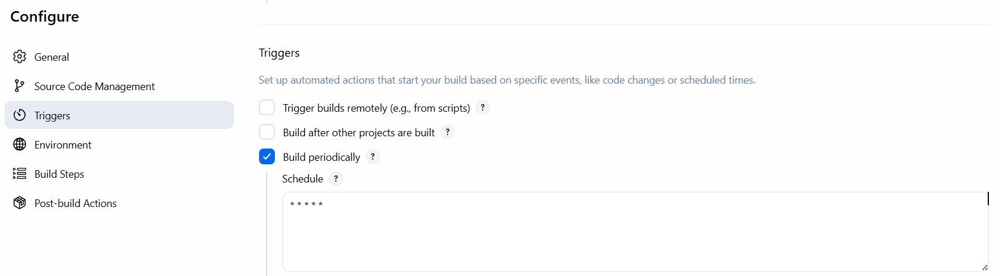 Configure
General
Source Code Management
Triggers
Environment
Build Steps
Post-build Actions
Triggers
Set up automated actions that start your build based on specific events, like code changes or scheduled times.
Trigger builds remotely (e.g., from scripts) ?
Build after other projects are built ?
Build periodically ?
Schedule ?
* * * * *